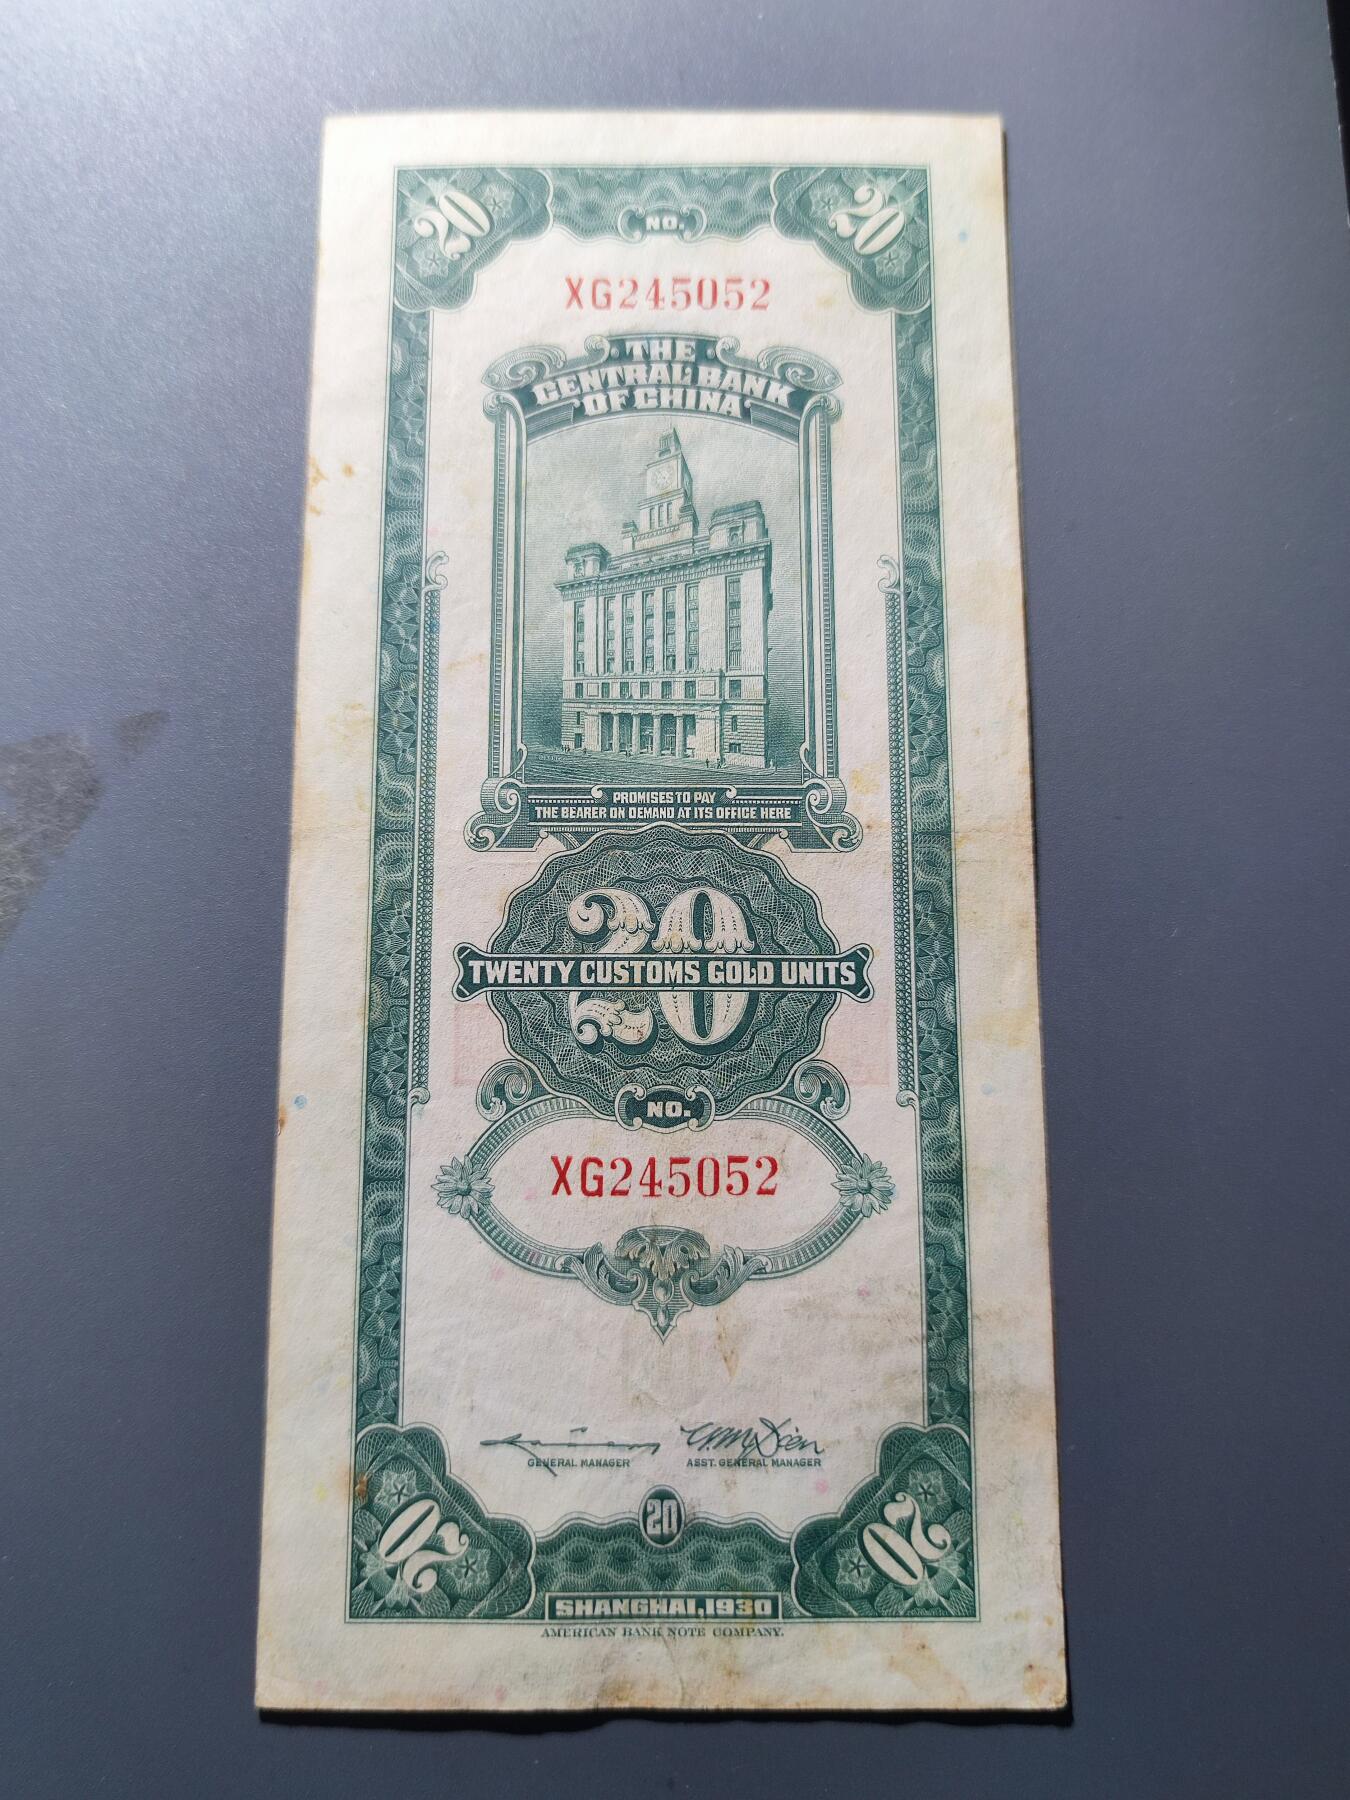 20
20
NO.
XG245052
THE
CENTRAL BANK
OF CHINA
PROMISES TO PAY
THE BEARER ON DEMAND AT ITS OFFICE HERE
20
TWENTY CUSTOMS GOLD UNITS
NO.
XG245052
GENERAL MANAGER
ASST. GENERAL MANAGER
20
20
20
SHANGHAI, 1930
AMERICAN BANK NOTE COMPANY.